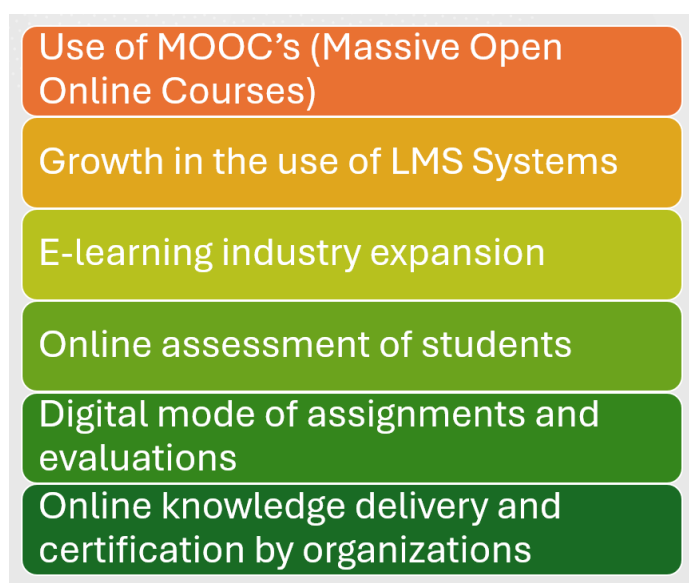 Use of MOOC’s (Massive Open
Online Courses)
Growth in the use of LMS Systems
E-learning industry expansion
Online assessment of students
Digital mode of assignments and
evaluations
Online knowledge delivery and
certification by organizations